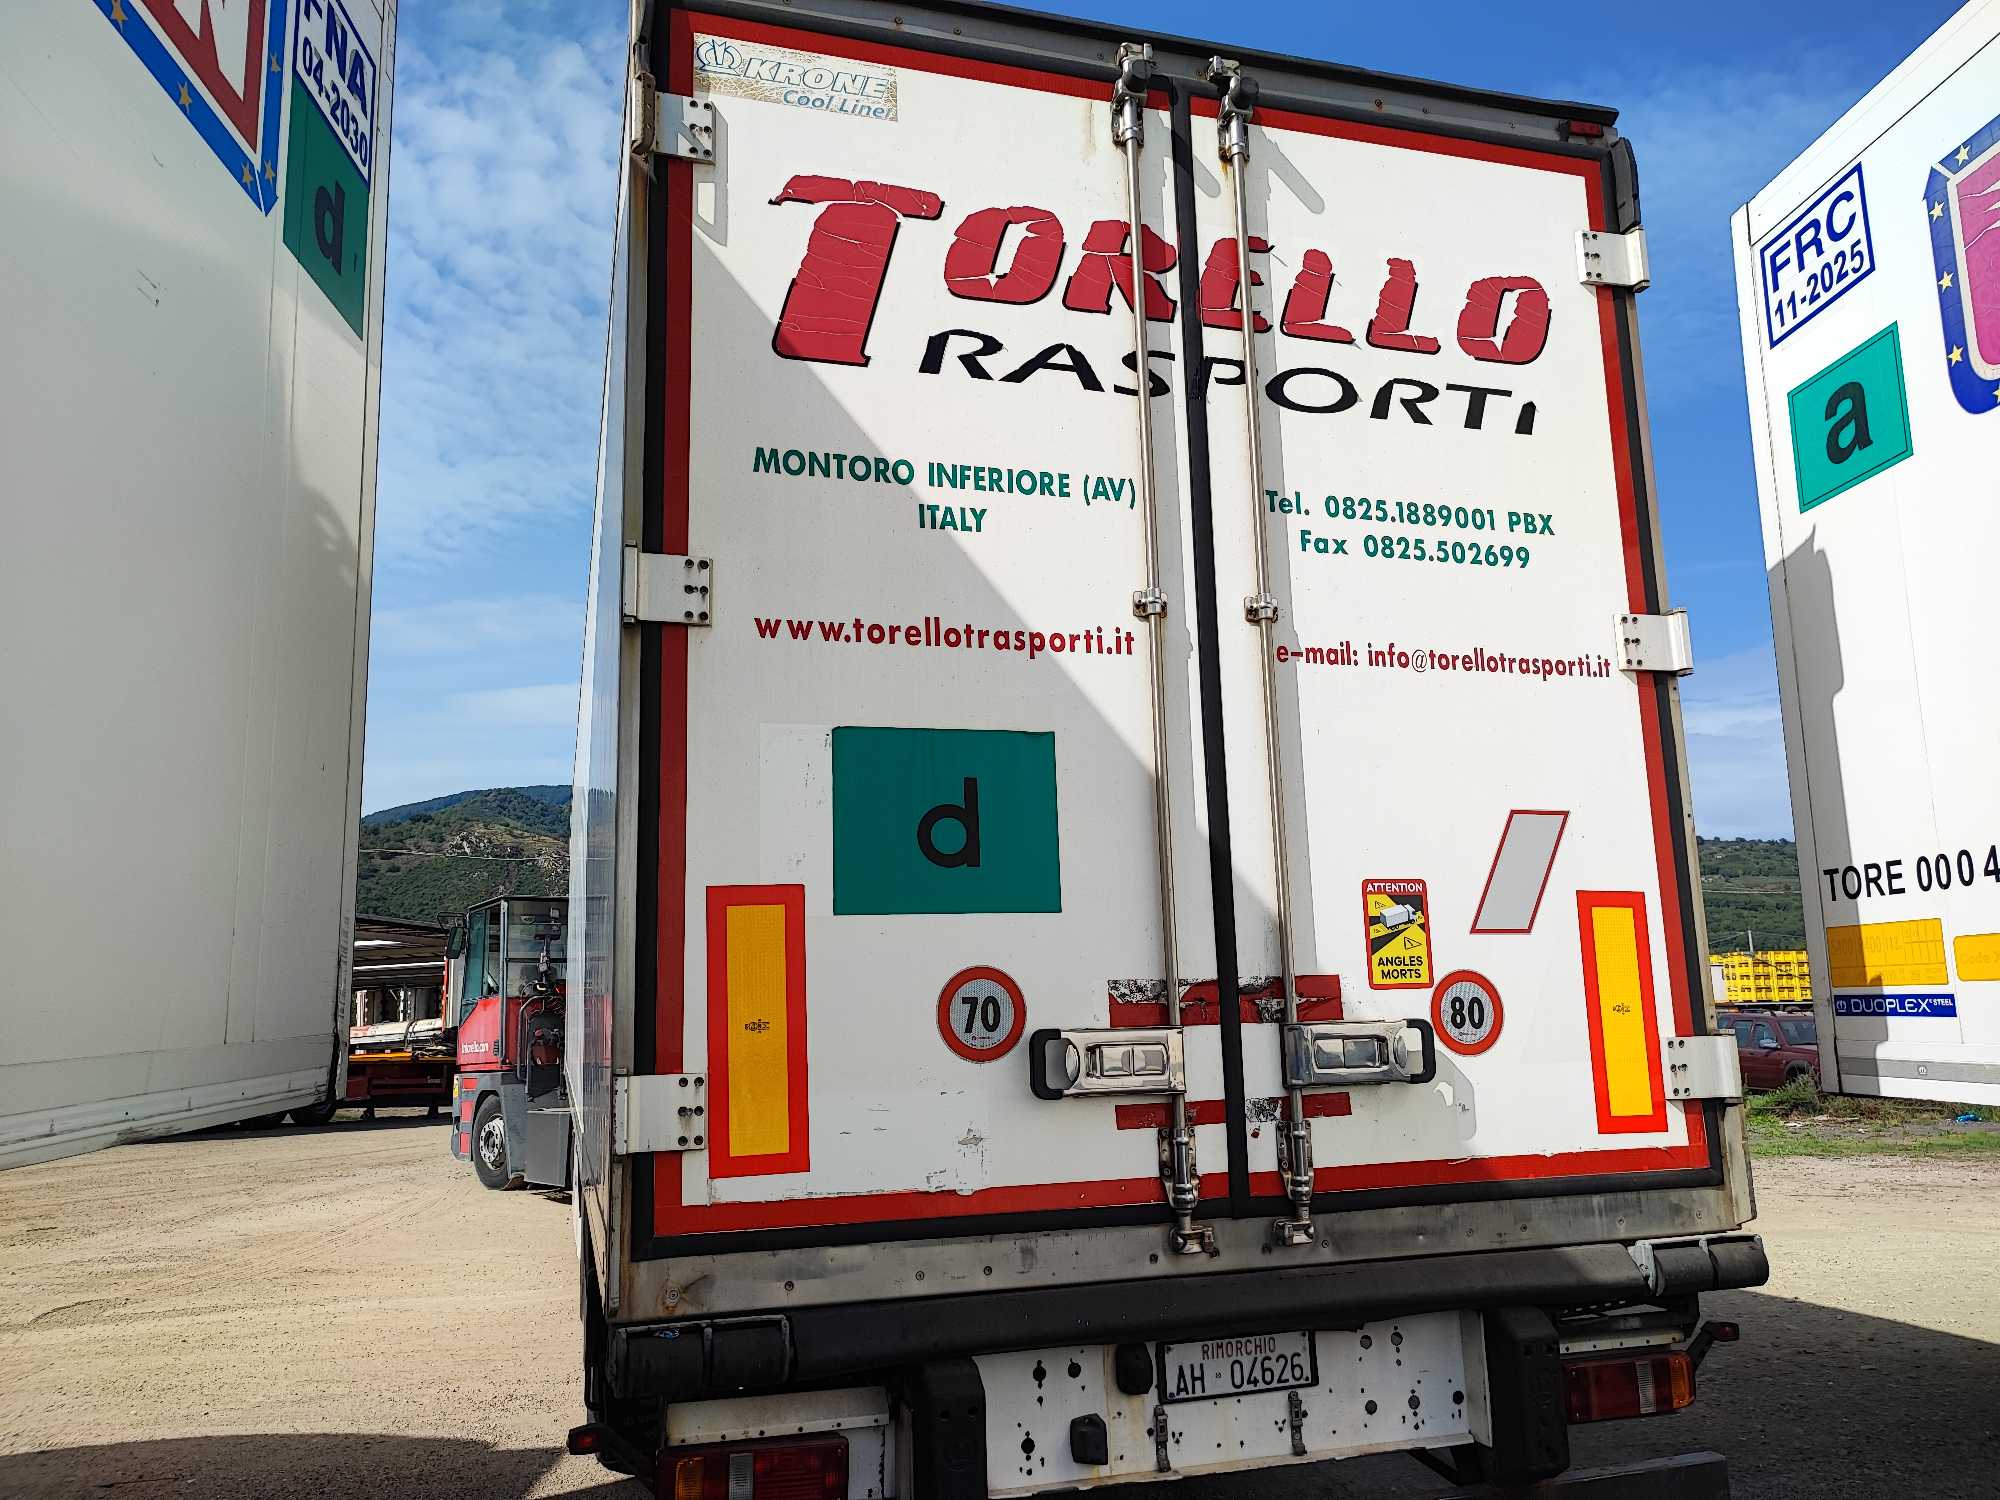 FNA
04-2030
d
KRONE
Cool Liner
TORELLO
TRASPORTI
MONTORO INFERIORE (AV)
ITALY
Tel. 0825.1889001 PBX
Fax 0825.502699
www.torellotrasporti.it
e-mail: info@torellotrasporti.it
d
ATTENTION
ANGLES
MORTS
70
80
RIMORCHIO
AH 04626
FRC
11-2025
a
TORE 000 4
DUOPLEX STEEL